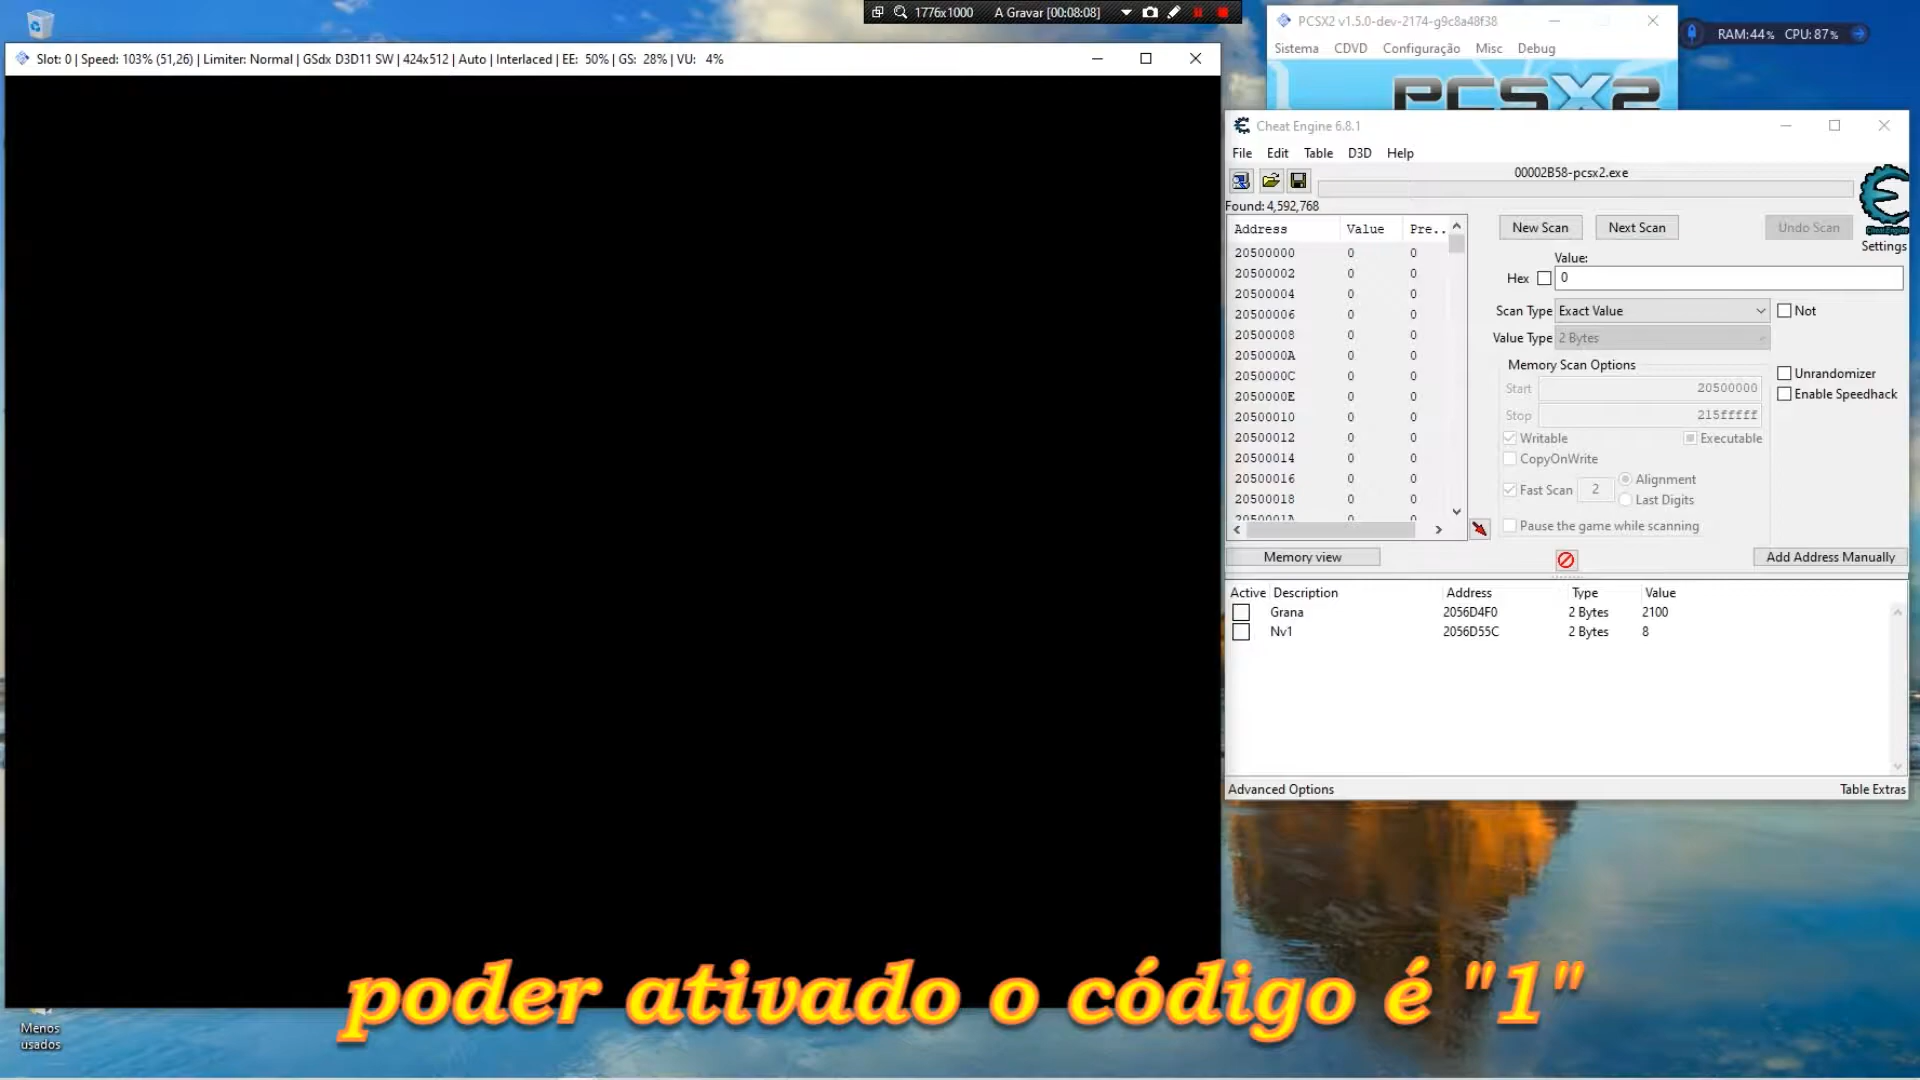 1776x1000 A Gravar [00:08:08]
PCSX2 v1.5.0-dev-2174-g9c8a48f38
RAM:44% CPU:87%
Sistema CDVD Configuração Misc Debug
PCSX2
Slot: 0 | Speed: 103% (51,26) | Limiter: Normal | GSdx D3D11 SW | 424x512 | Auto | Interlaced | EE: 50% | GS: 28% | VU: 4%
Cheat Engine 6.8.1
File Edit Table D3D Help
00002B58-pcsx2.exe
Found: 4,592,768
Address Value Pre..
20500000 0 0
20500002 0 0
20500004 0 0
20500006 0 0
20500008 0 0
2050000A 0 0
2050000C 0 0
2050000E 0 0
20500010 0 0
20500012 0 0
20500014 0 0
20500016 0 0
20500018 0 0
2050001A 0 0
New Scan Next Scan Undo Scan
Cheat Engine
Settings
Value:
Hex 0
Scan Type Exact Value Not
Value Type 2 Bytes
Memory Scan Options
Start 20500000
Stop 215fffff
Unrandomizer
Enable Speedhack
Writable Executable
CopyOnWrite
Fast Scan 2 Alignment
Last Digits
Pause the game while scanning
Memory view Add Address Manually
Active Description Address Type Value
Grana 2056D4F0 2 Bytes 2100
Nv1 2056D55C 2 Bytes 8
Advanced Options Table Extras
poder ativado o código é "1"
Menos
usados